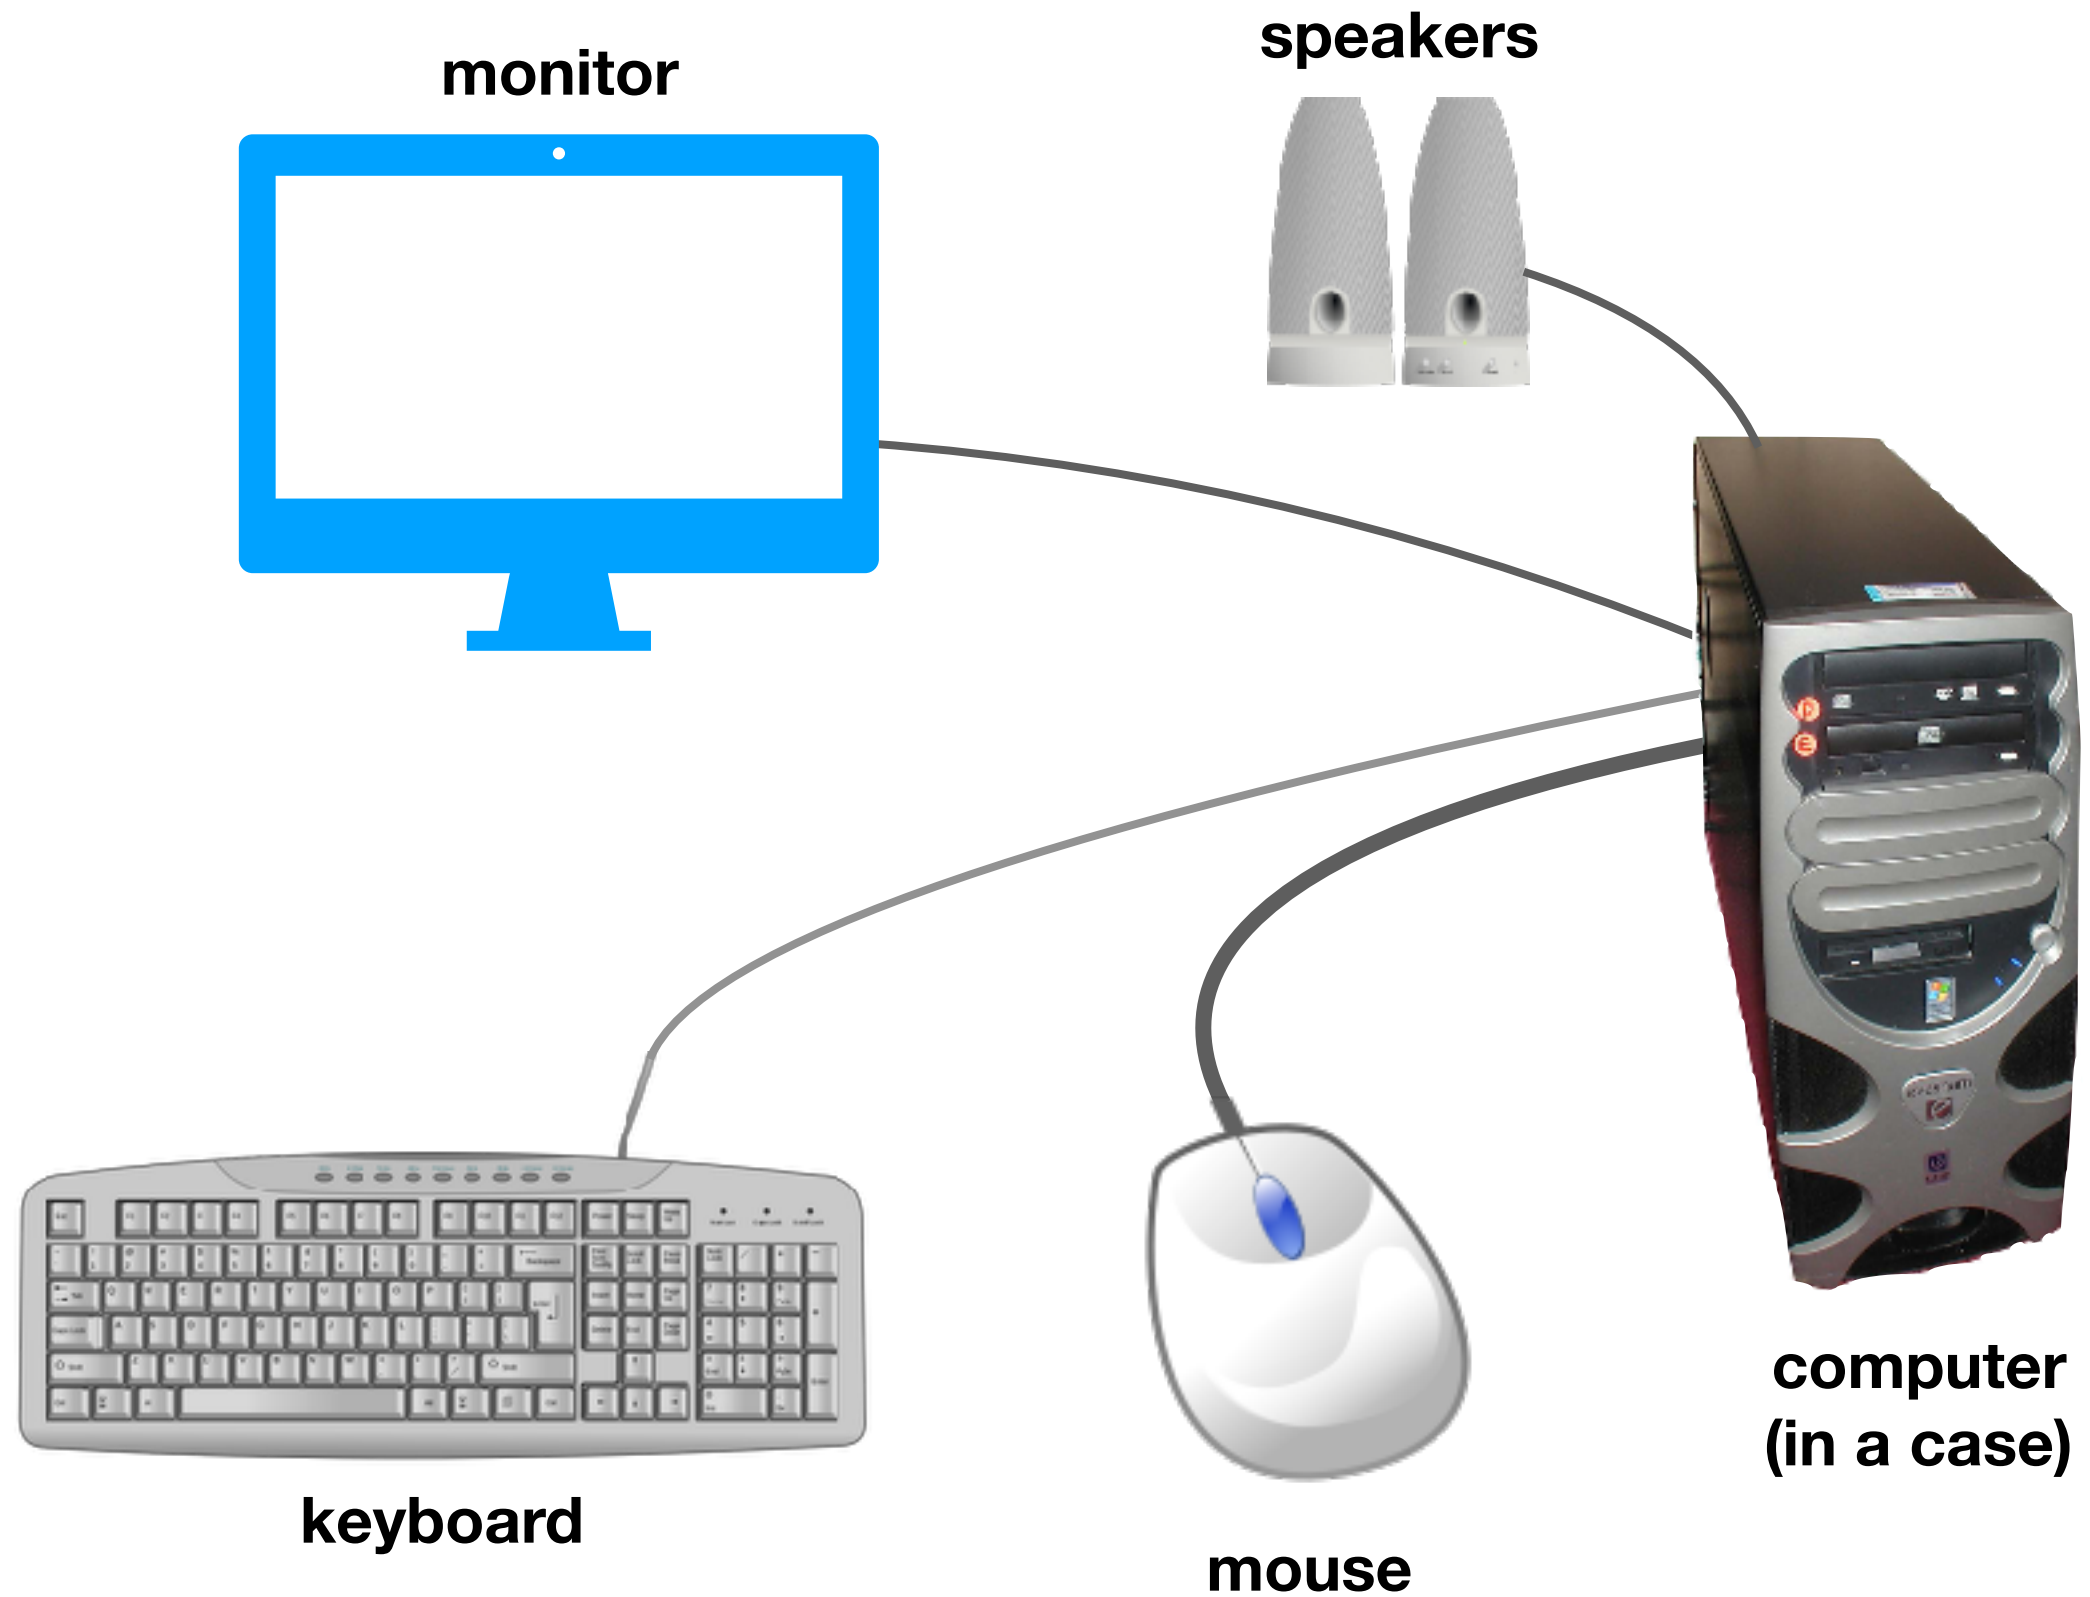 speakers
monitor
computer
(in a case)
keyboard
mouse